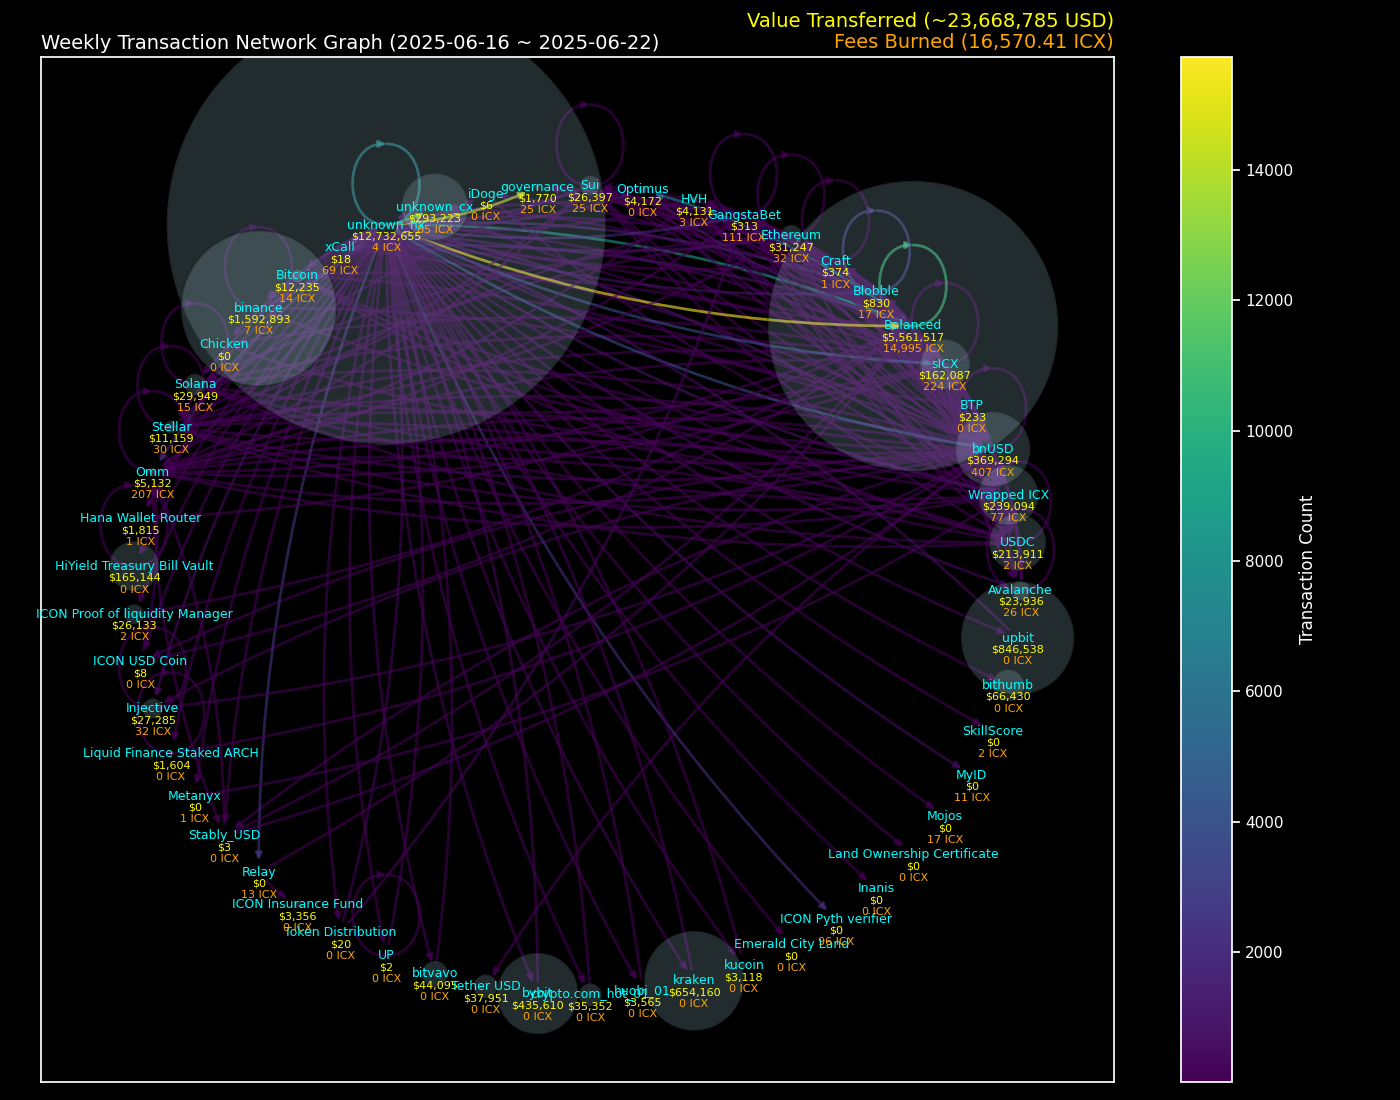 Value Transferred (~23,668,785 USD)
Weekly Transaction Network Graph (2025-06-16 ~ 2025-06-22)
Fees Burned (16,570.41 ICX)
governance
$1,770
25 ICX
Sui
$26,397
25 ICX
Optimus
$4,172
0 ICX
iDoge
$6
0 ICX
HVH
$4,131
3 ICX
unknown_cx
$293,223
GangstaBet
$313
111 ICX
$12,732,655
4 ICX
Ethereum
$31,247
32 ICX
xCall
$18
69 ICX
Craft
$374
1 ICX
Bitcoin
$12,235
14 ICX
Blobble
$830
17 ICX
binance
$1,592,893
7 ICX
Balanced
$5,561,517
14,995 ICX
Chicken
$0
0 ICX
sICX
$162,087
224 ICX
Solana
$29,949
15 ICX
BTP
$233
0 ICX
Stellar
$11,159
30 ICX
bnUSD
$369,294
407 ICX
Omm
$5,132
207 ICX
Wrapped ICX
$239,094
77 ICX
Hana Wallet Router
$1,815
1 ICX
USDC
$213,911
2 ICX
HiYield Treasury Bill Vault
$165,144
0 ICX
Avalanche
$23,936
26 ICX
ICON Proof of liquidity Manager
$26,133
2 ICX
upbit
$846,538
0 ICX
ICON USD Coin
$8
0 ICX
bithumb
$66,430
0 ICX
Injective
$27,285
32 ICX
SkillScore
$0
2 ICX
Liquid Finance Staked ARCH
$1,604
0 ICX
MyID
$0
11 ICX
Metanyx
$0
1 ICX
Mojos
$0
17 ICX
Stably_USD
$3
0 ICX
Land Ownership Certificate
$0
0 ICX
Relay
$0
13 ICX
Inanis
$0
0 ICX
ICON Insurance Fund
$3,356
0 ICX
ICON Pyth verifier
$0
96 ICX
Token Distribution
$20
0 ICX
Emerald City Land
$0
0 ICX
UP
$2
0 ICX
kucoin
$3,118
0 ICX
bitvavo
$44,095
0 ICX
kraken
$654,160
0 ICX
Tether USD
$37,951
0 ICX
bybit
$435,610
0 ICX
$35,352
0 ICX
huobi_01
$3,565
0 ICX
14000
12000
10000
8000
6000
4000
2000
Transaction Count